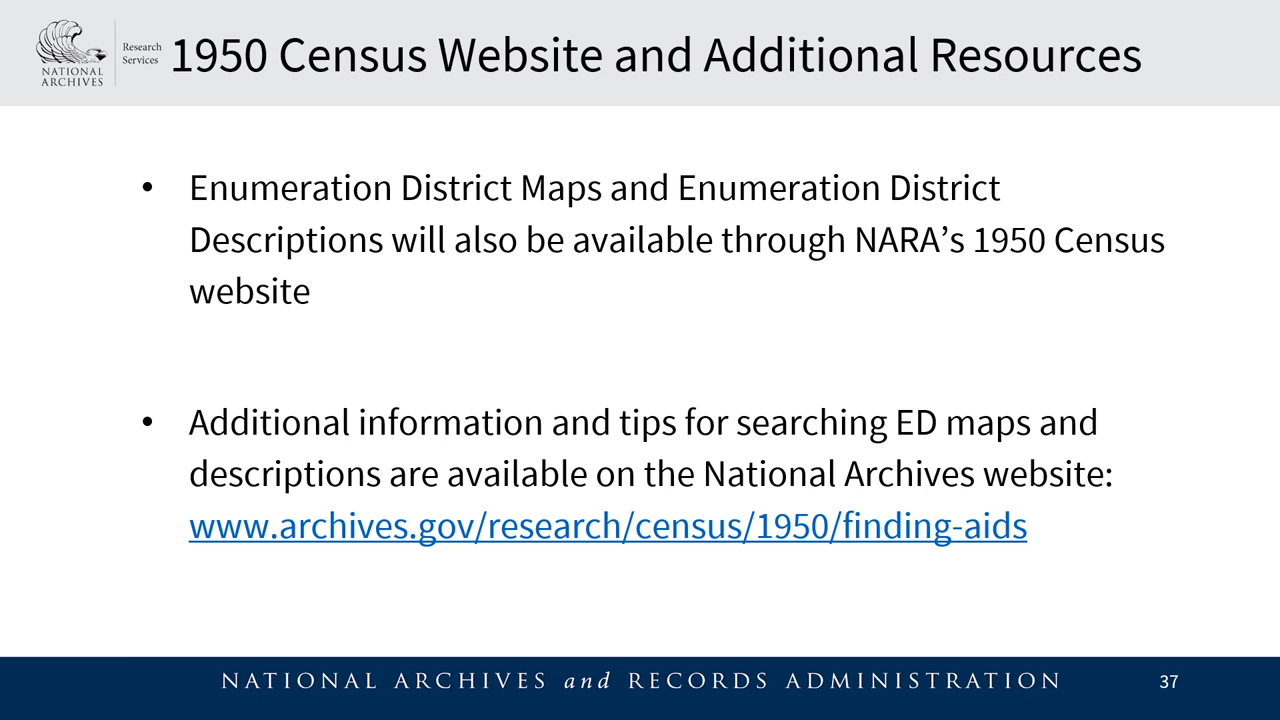 NATIONAL
ARCHIVES
Research
Services
1950 Census Website and Additional Resources
• Enumeration District Maps and Enumeration District
Descriptions will also be available through NARA’s 1950 Census
website
• Additional information and tips for searching ED maps and
descriptions are available on the National Archives website:
www.archives.gov/research/census/1950/finding-aids
NATIONAL ARCHIVES and RECORDS ADMINISTRATION
37